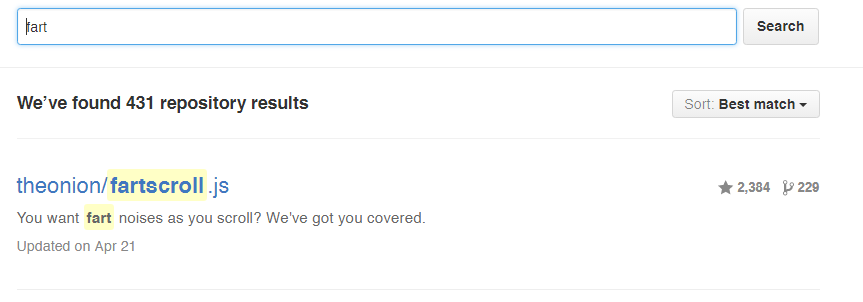 fart
Search
We've found 431 repository results
Sort: Best match
theonion/fartscroll.js
2,384 229
You want fart noises as you scroll? We've got you covered.
Updated on Apr 21